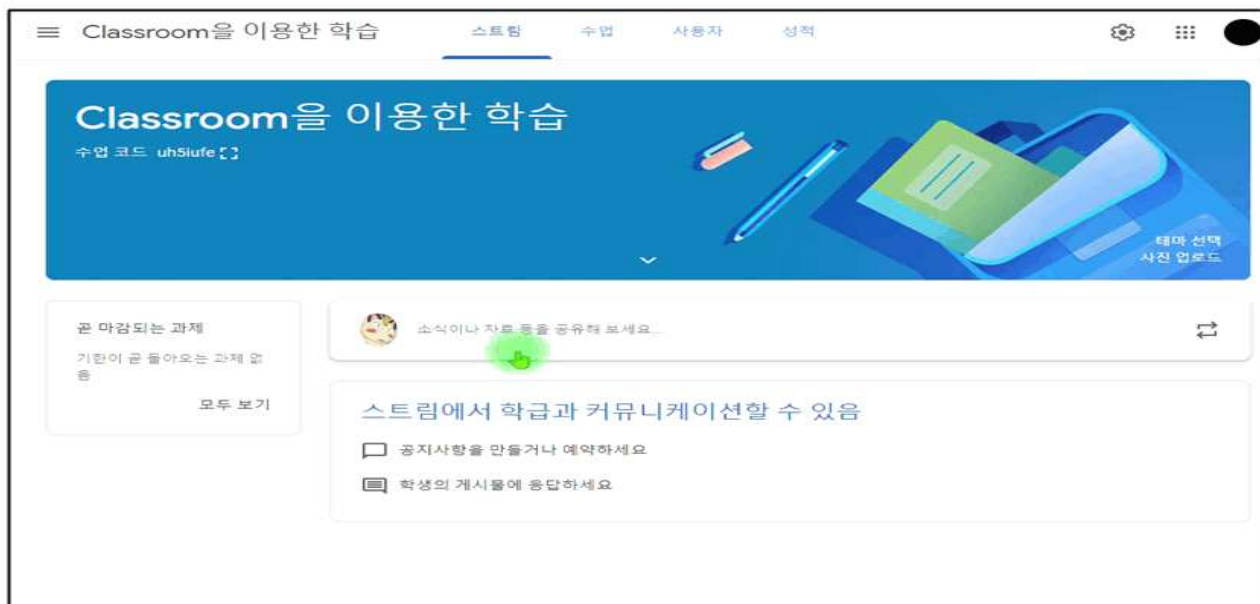 Classroom을 이용한 학습
스트림
수업
사용자
성적
Classroom을 이용한 학습
수업 코드 uh5lufe
테마 선택
사진 업로드
곧 마감되는 과제
기한이 곧 돌아오는 과제 없
음
모두 보기
소식이나 자료 등을 공유해 보세요...
스트림에서 학급과 커뮤니케이션할 수 있음
공지사항을 만들거나 예약하세요
학생의 게시물에 응답하세요